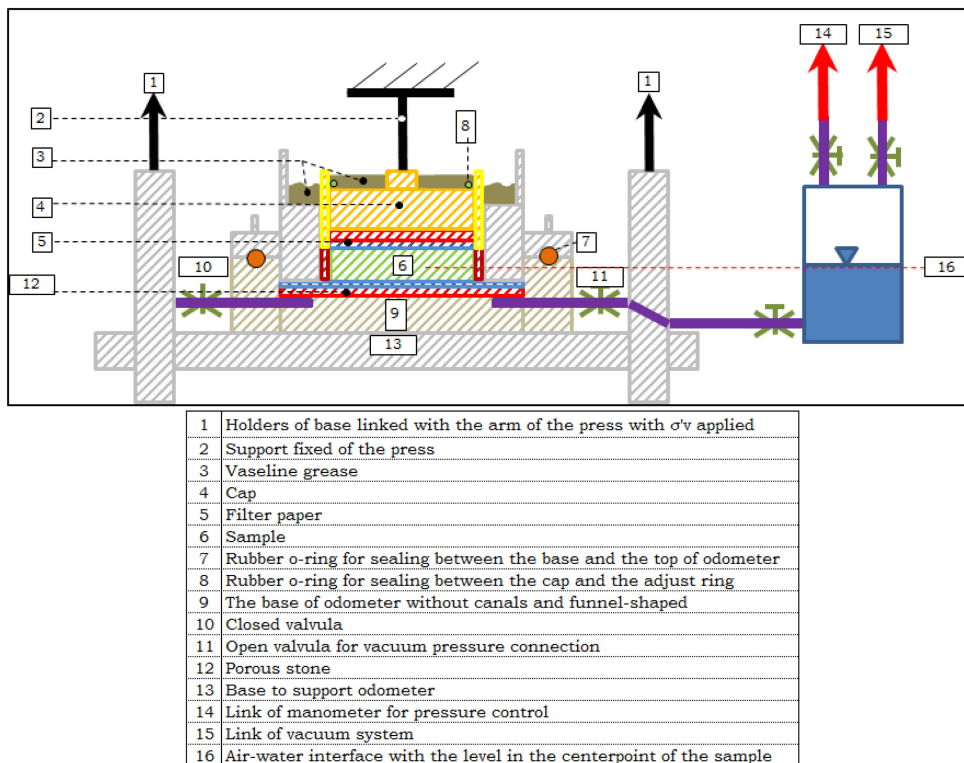 14 15
1 1
2
8
3
4
5
7
10
6
11
12
16
9
13
1 Holders of base linked with the arm of the press with σ'v applied
2 Support fixed of the press
3 Vaseline grease
4 Cap
5 Filter paper
6 Sample
7 Rubber o-ring for sealing between the base and the top of odometer
8 Rubber o-ring for sealing between the cap and the adjust ring
9 The base of odometer without canals and funnel-shaped
10 Closed valvula
11 Open valvula for vacuum pressure connection
12 Porous stone
13 Base to support odometer
14 Link of manometer for pressure control
15 Link of vacuum system
16 Air-water interface with the level in the centerpoint of the sample